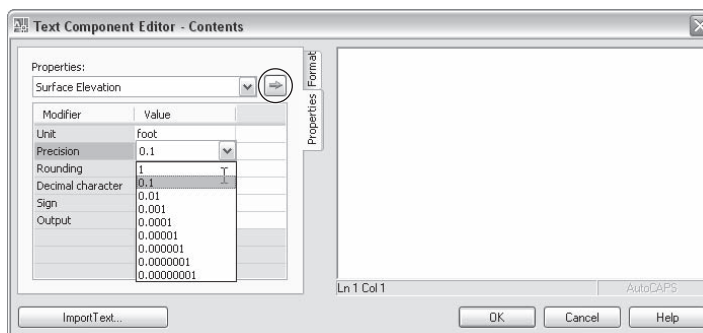 Text Component Editor - Contents
Properties:
Surface Elevation
Modifier Value
Unit foot
Precision 0.1
Rounding
Decimal character
Sign
Output
1
0.1
0.01
0.001
0.0001
0.00001
0.000001
0.0000001
0.00000001
Format
Properties
Ln 1 Col 1
AutoCAPS
ImportText...
OK
Cancel
Help